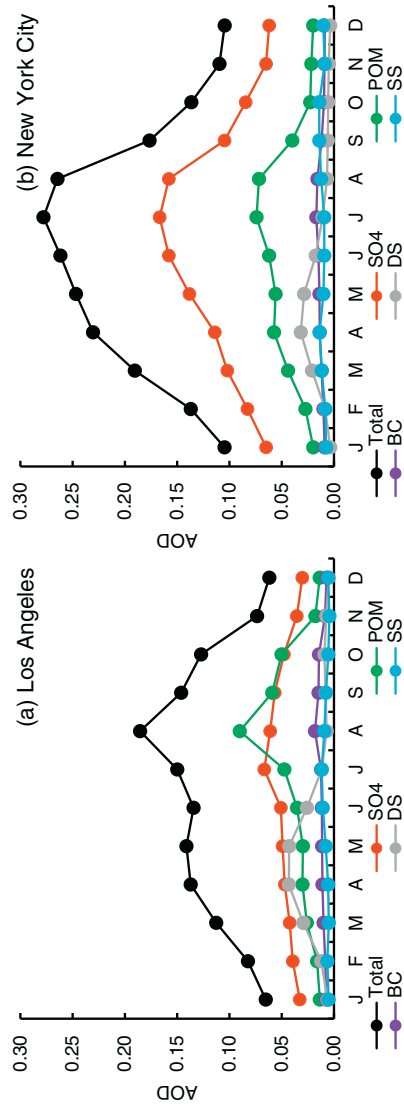 (a) Los Angeles
AOD
0.30
0.25
0.20
0.15
0.10
0.05
0.00
J F M A M J J A S O N D
Total SO4 POM
BC DS SS
(b) New York City
AOD
0.30
0.25
0.20
0.15
0.10
0.05
0.00
J F M A M J J A S O N D
Total SO4 POM
BC DS SS